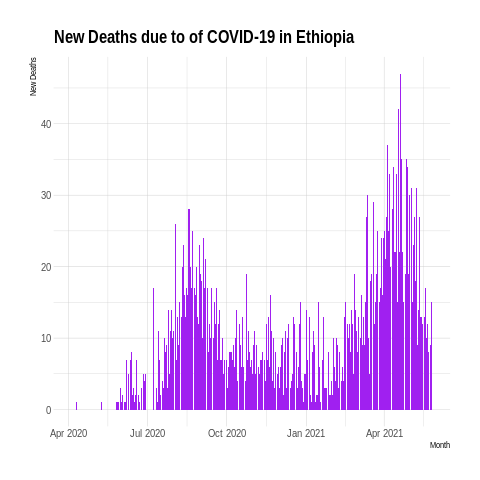 New Deaths due to of COVID-19 in Ethiopia
New Deaths
40
30
20
10
0
Apr 2020 Jul 2020 Oct 2020 Jan 2021 Apr 2021
Month